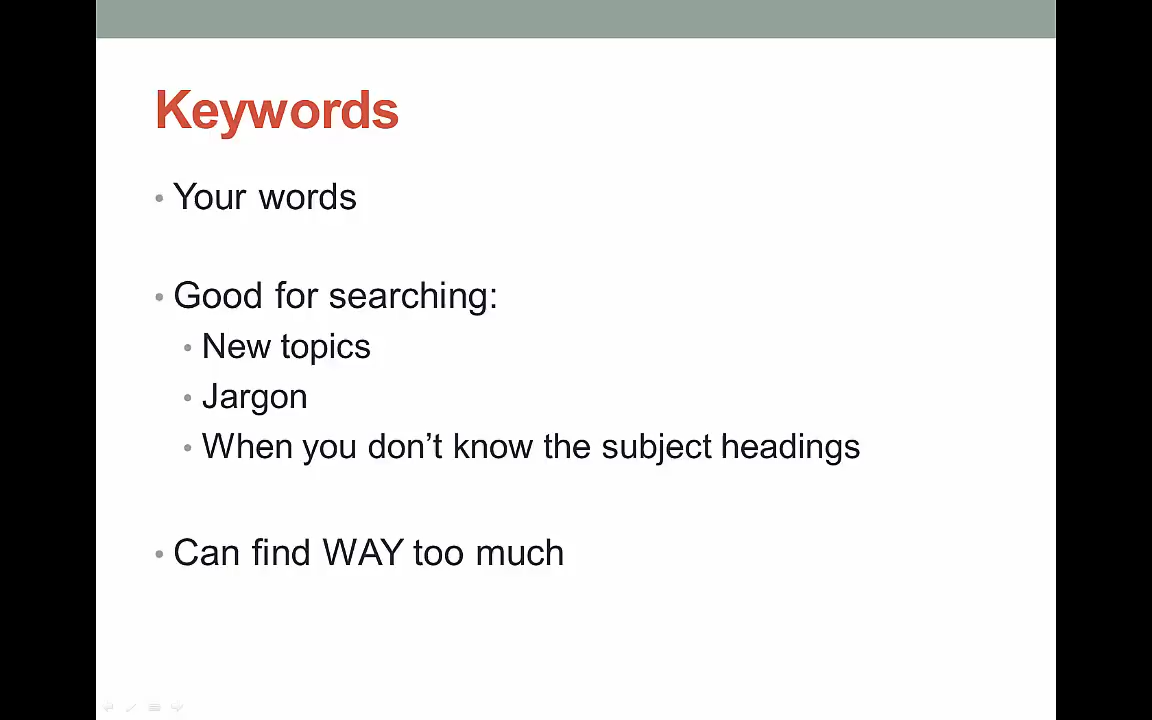 Keywords
• Your words
• Good for searching:
• New topics
• Jargon
• When you don’t know the subject headings
• Can find WAY too much